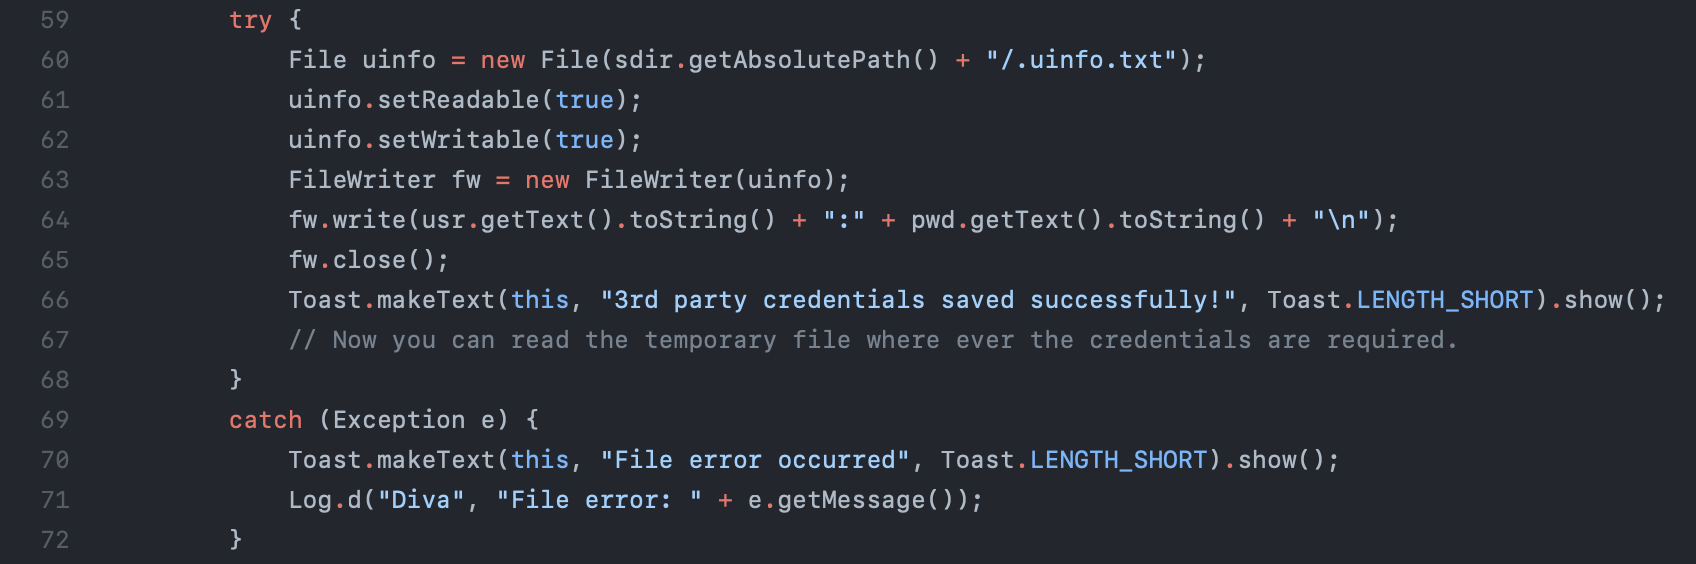 59 try {
60 File uinfo = new File(sdir.getAbsolutePath() + "/.uinfo.txt");
61 uinfo.setReadable(true);
62 uinfo.setWritable(true);
63 FileWriter fw = new FileWriter(uinfo);
64 fw.write(usr.getText().toString() + ":" + pwd.getText().toString() + "\n");
65 fw.close();
66 Toast.makeText(this, "3rd party credentials saved successfully!", Toast.LENGTH_SHORT).show();
67 // Now you can read the temporary file where ever the credentials are required.
68 }
69 catch (Exception e) {
70 Toast.makeText(this, "File error occurred", Toast.LENGTH_SHORT).show();
71 Log.d("Diva", "File error: " + e.getMessage());
72 }